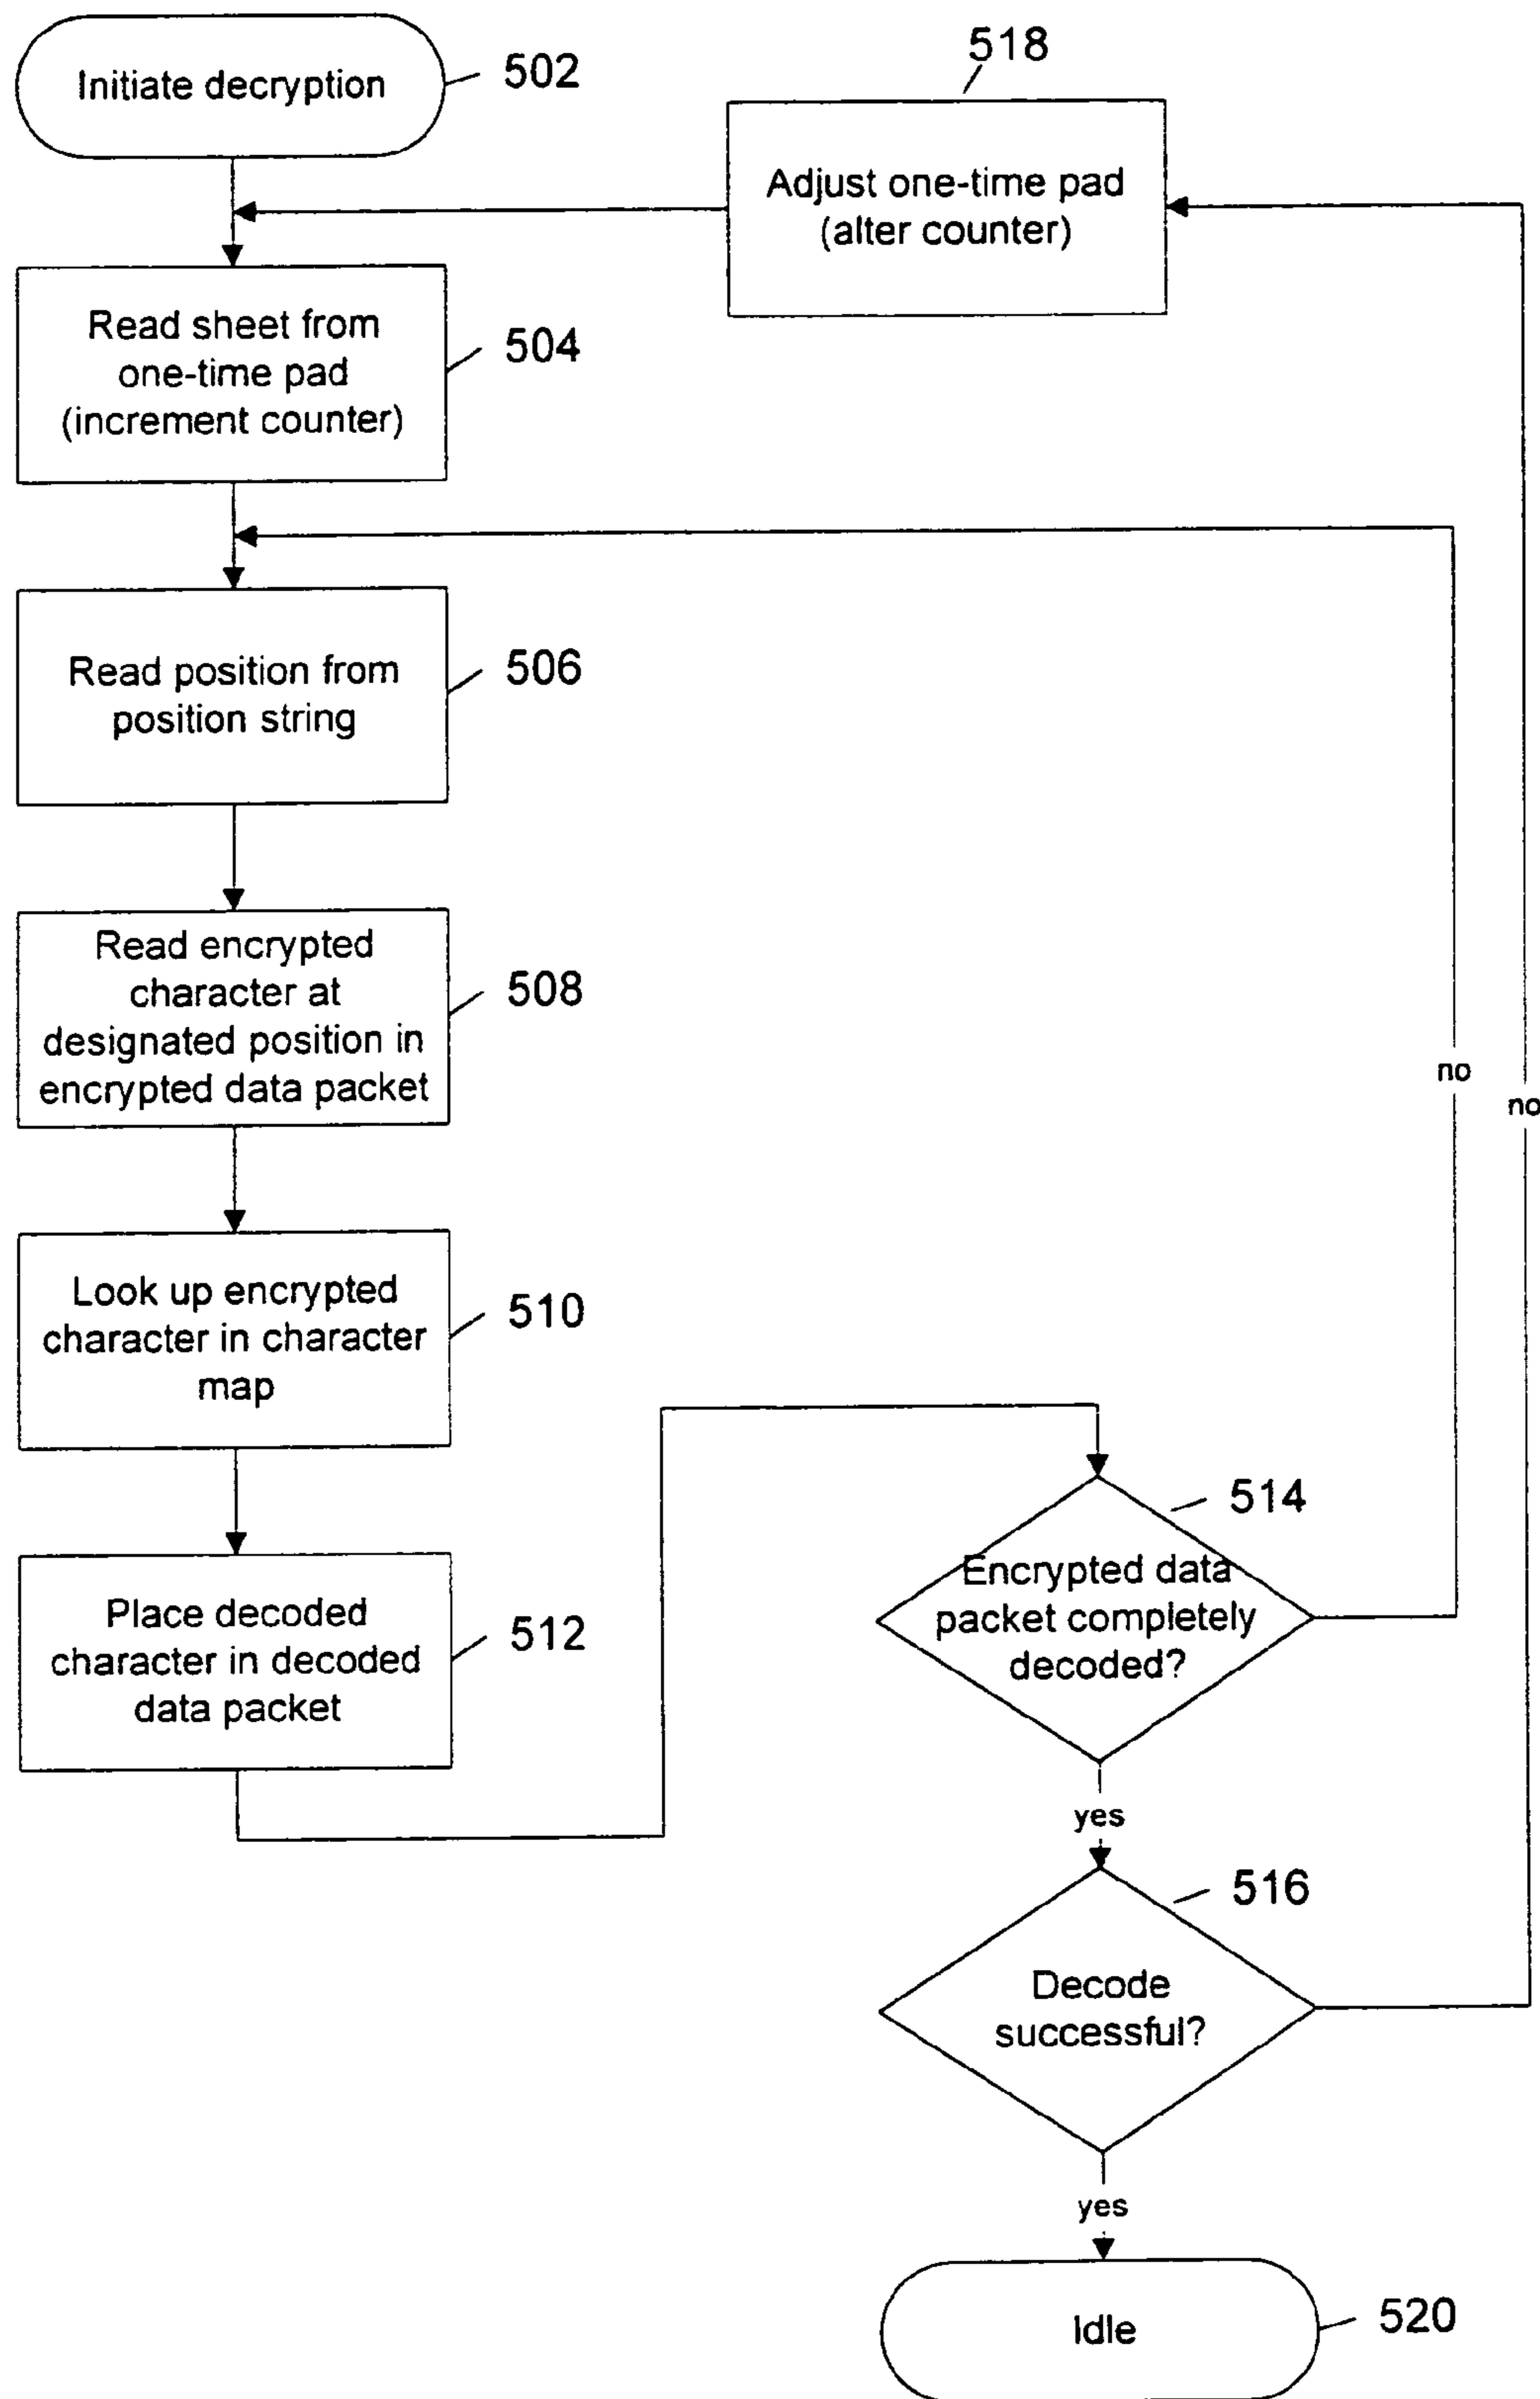 Initiate decryption
502
518
Adjust one-time pad
(alter counter)
Read sheet from
one-time pad
(increment counter)
504
Read position from
position string
506
Read encrypted
character at
designated position in
encrypted data packet
508
no
no
Look up encrypted
character in character
map
510
514
Encrypted data
packet completely
decoded?
Place decoded
character in decoded
data packet
512
yes
516
Decode
successful?
yes
Idle
520